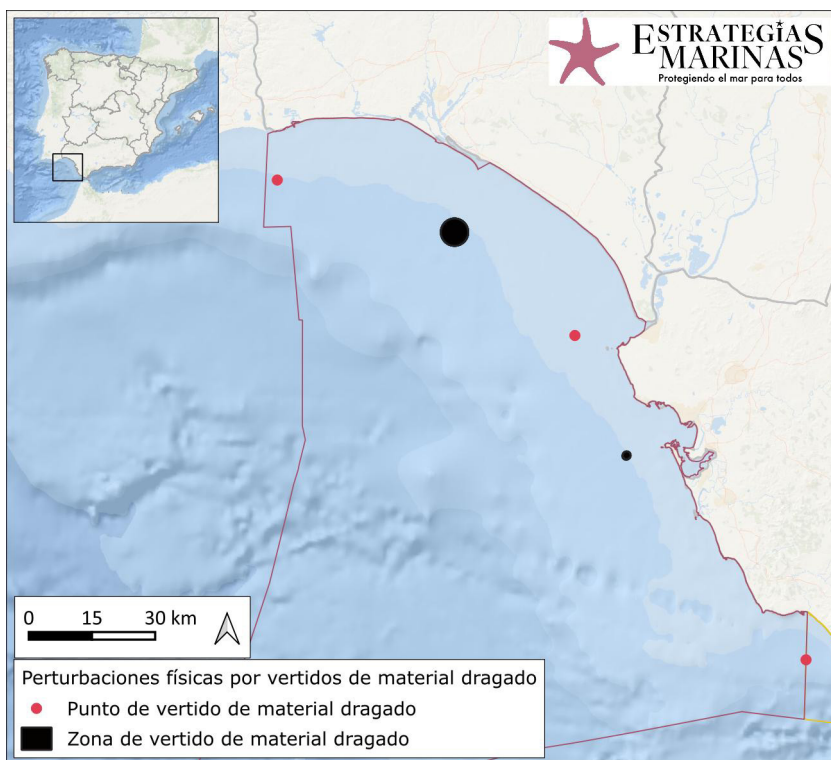 ESTRATEGIAS
MARINAS
Protegiendo el mar para todos
0 15 30 km
Perturbaciones físicas por vertidos de material dragado
Punto de vertido de material dragado
Zona de vertido de material dragado